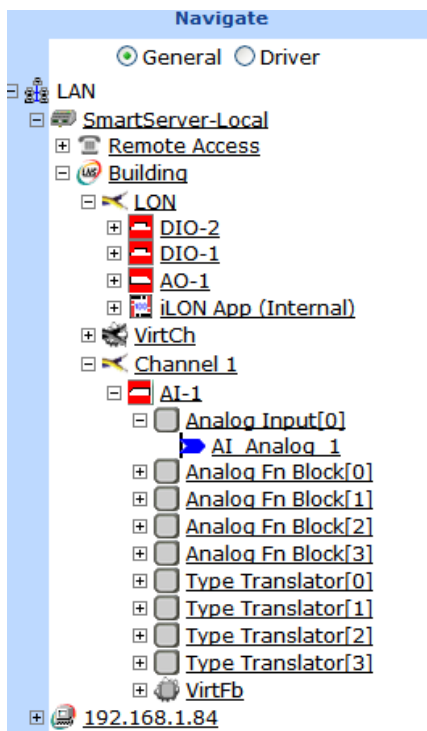 Navigate
General Driver
LAN
SmartServer-Local
Remote Access
Building
LON
DIO-2
DIO-1
AO-1
iLON App (Internal)
VirtCh
Channel 1
AI-1
Analog Input[0]
AI_Analog_1
Analog Fn Block[0]
Analog Fn Block[1]
Analog Fn Block[2]
Analog Fn Block[3]
Type Translator[0]
Type Translator[1]
Type Translator[2]
Type Translator[3]
VirtFb
192.168.1.84